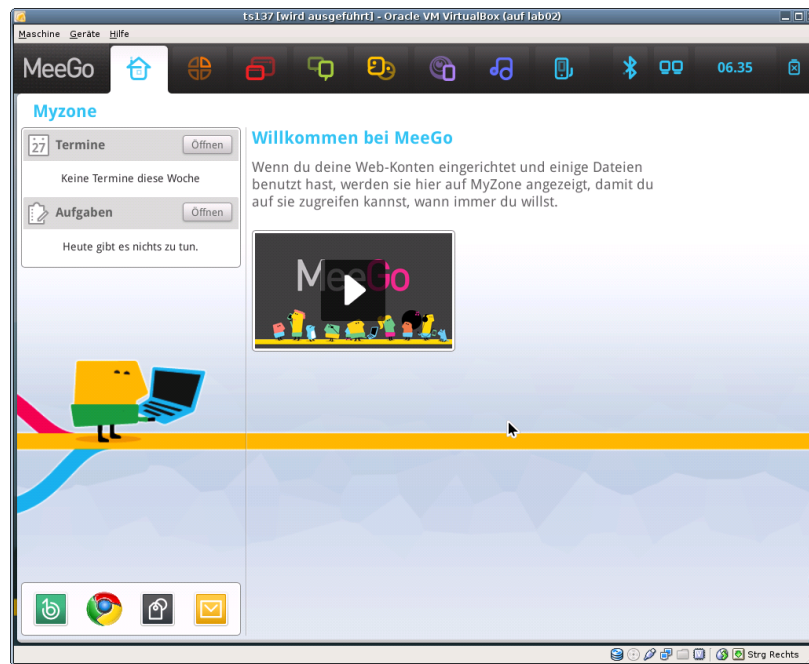 ts137 [wird ausgeführt] - Oracle VM VirtualBox (auf lab02)
Maschine Geräte Hilfe
MeeGo
06.35
Myzone
27 Termine Öffnen
Keine Termine diese Woche
Aufgaben Öffnen
Heute gibt es nichts zu tun.
Willkommen bei MeeGo
Wenn du deine Web-Konten eingerichtet und einige Dateien
benutzt hast, werden sie hier auf MyZone angezeigt, damit du
auf sie zugreifen kannst, wann immer du willst.
MeeGo
Strg Rechts